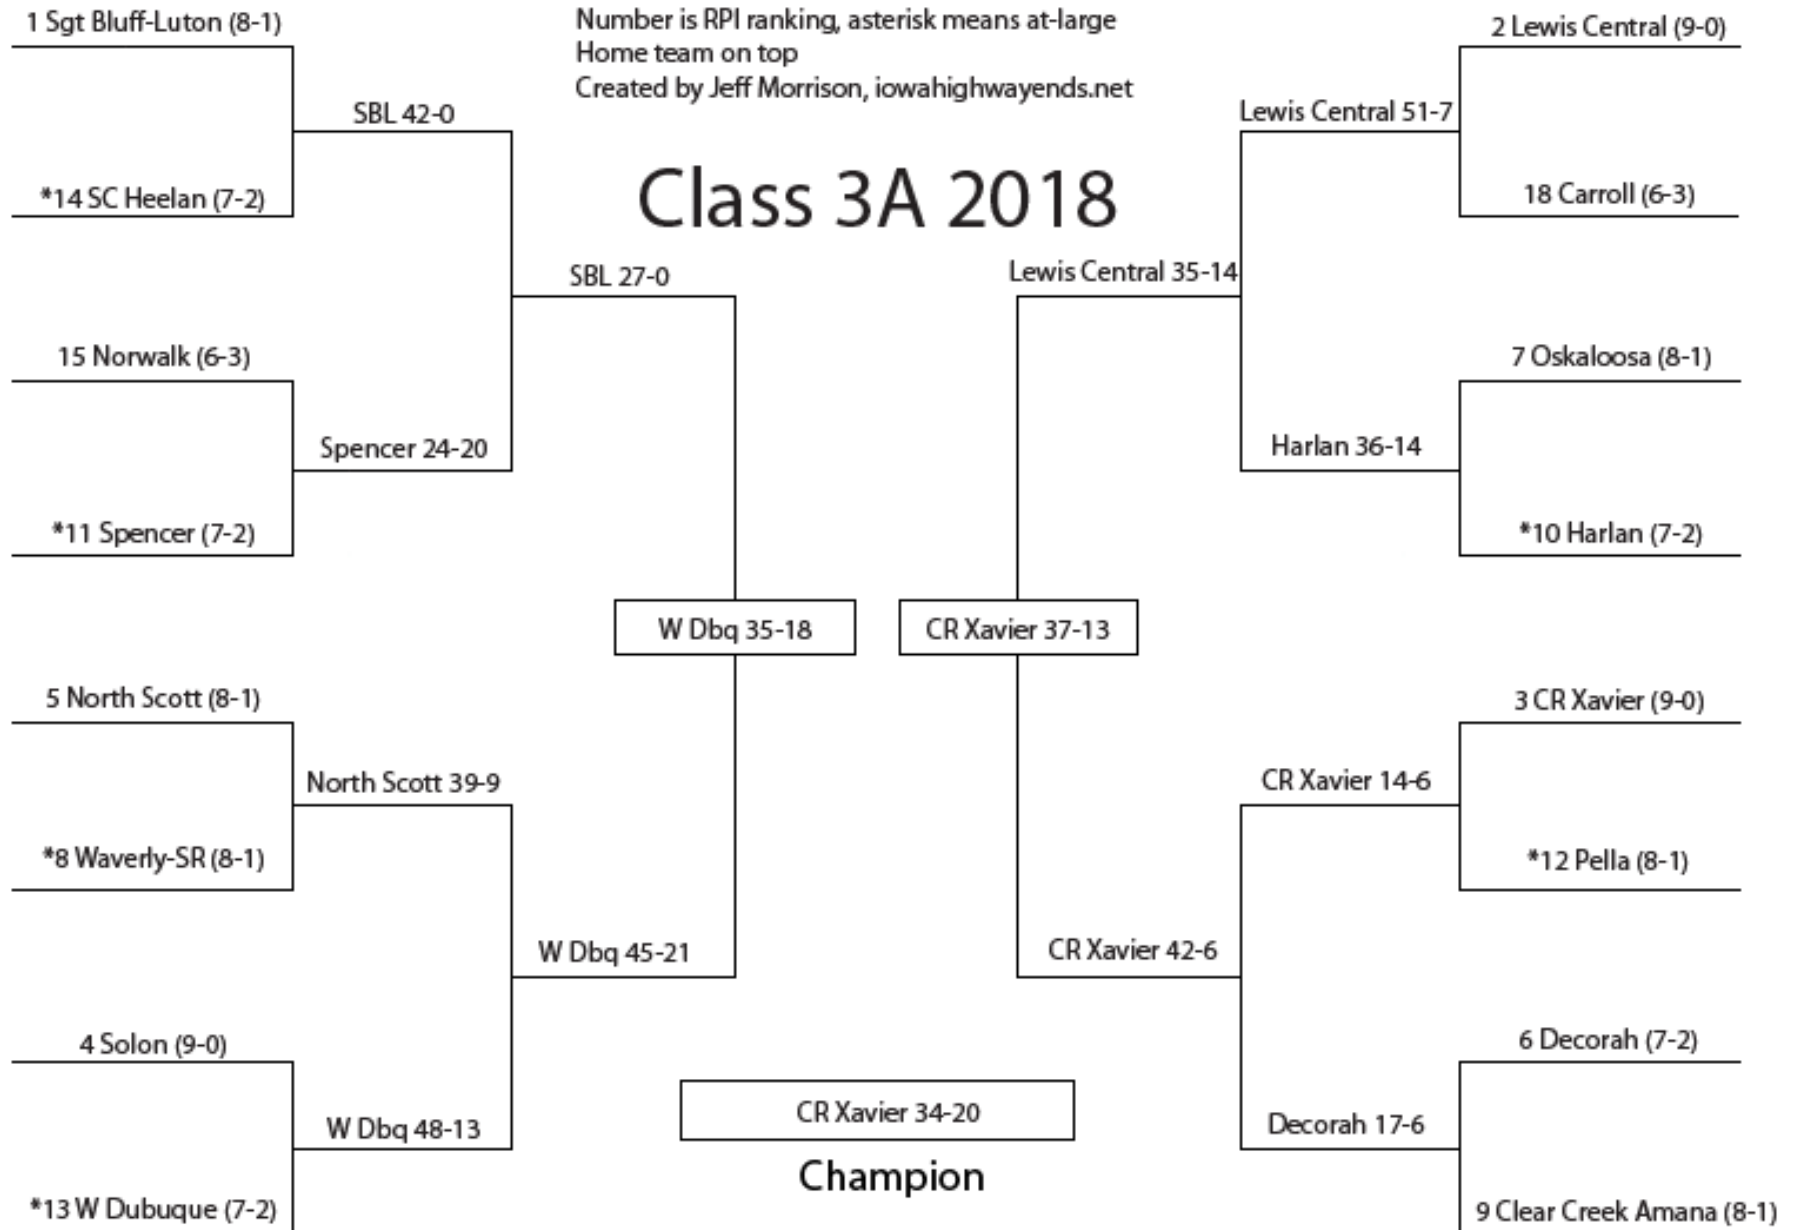 1 Sgt Bluff-Luton (8-1)
Number is RPI ranking, asterisk means at-large
Home team on top
Created by Jeff Morrison, iowahighwayends.net
2 Lewis Central (9-0)
SBL 42-0
Lewis Central 51-7
*14 SC Heelan (7-2)
Class 3A 2018
18 Carroll (6-3)
SBL 27-0
Lewis Central 35-14
15 Norwalk (6-3)
7 Oskaloosa (8-1)
Spencer 24-20
Harlan 36-14
*11 Spencer (7-2)
*10 Harlan (7-2)
W Dbq 35-18
CR Xavier 37-13
5 North Scott (8-1)
3 CR Xavier (9-0)
North Scott 39-9
CR Xavier 14-6
*8 Waverly-SR (8-1)
*12 Pella (8-1)
W Dbq 45-21
CR Xavier 42-6
4 Solon (9-0)
6 Decorah (7-2)
W Dbq 48-13
CR Xavier 34-20
Decorah 17-6
Champion
*13 W Dubuque (7-2)
9 Clear Creek Amana (8-1)